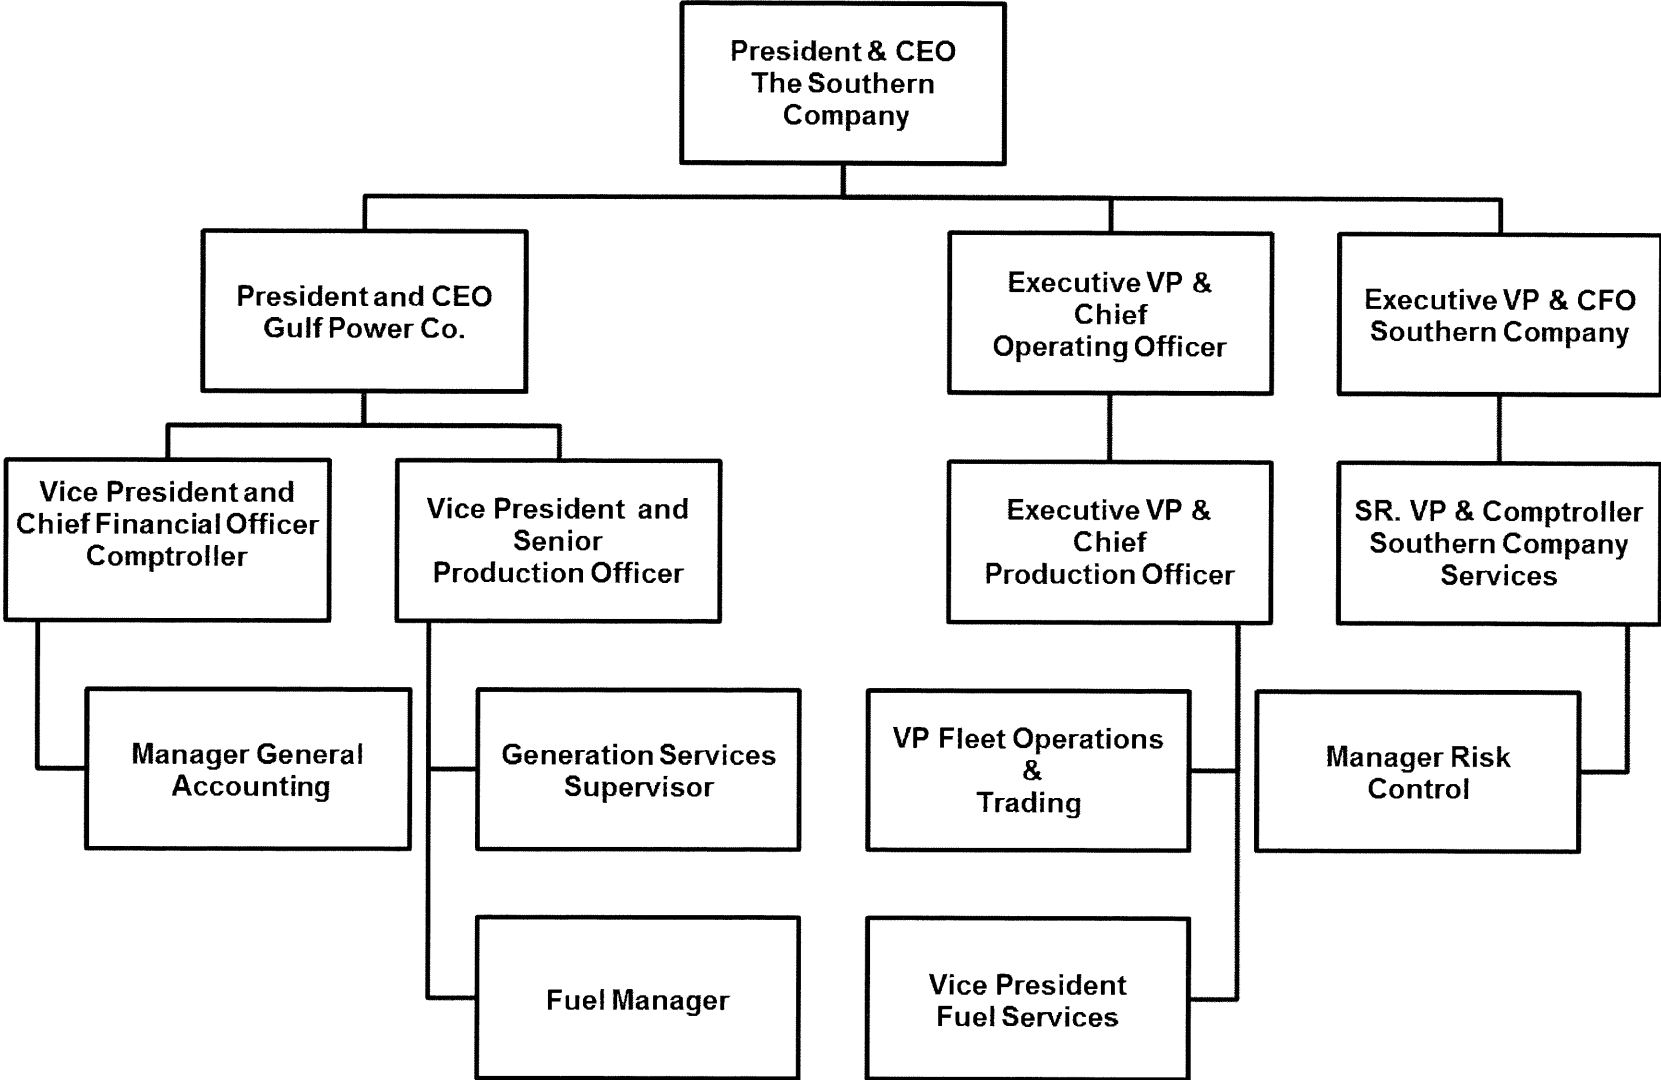 President & CEO
The Southern
Company
President and CEO
Gulf Power Co.
Executive VP &
Chief
Operating Officer
Executive VP & CFO
Southern Company
Vice President and
Chief Financial Officer
Comptroller
Vice President and
Senior
Production Officer
Executive VP &
Chief
Production Officer
SR. VP & Comptroller
Southern Company
Services
Manager General
Accounting
Generation Services
Supervisor
VP Fleet Operations
&
Trading
Manager Risk
Control
Fuel Manager
Vice President
Fuel Services